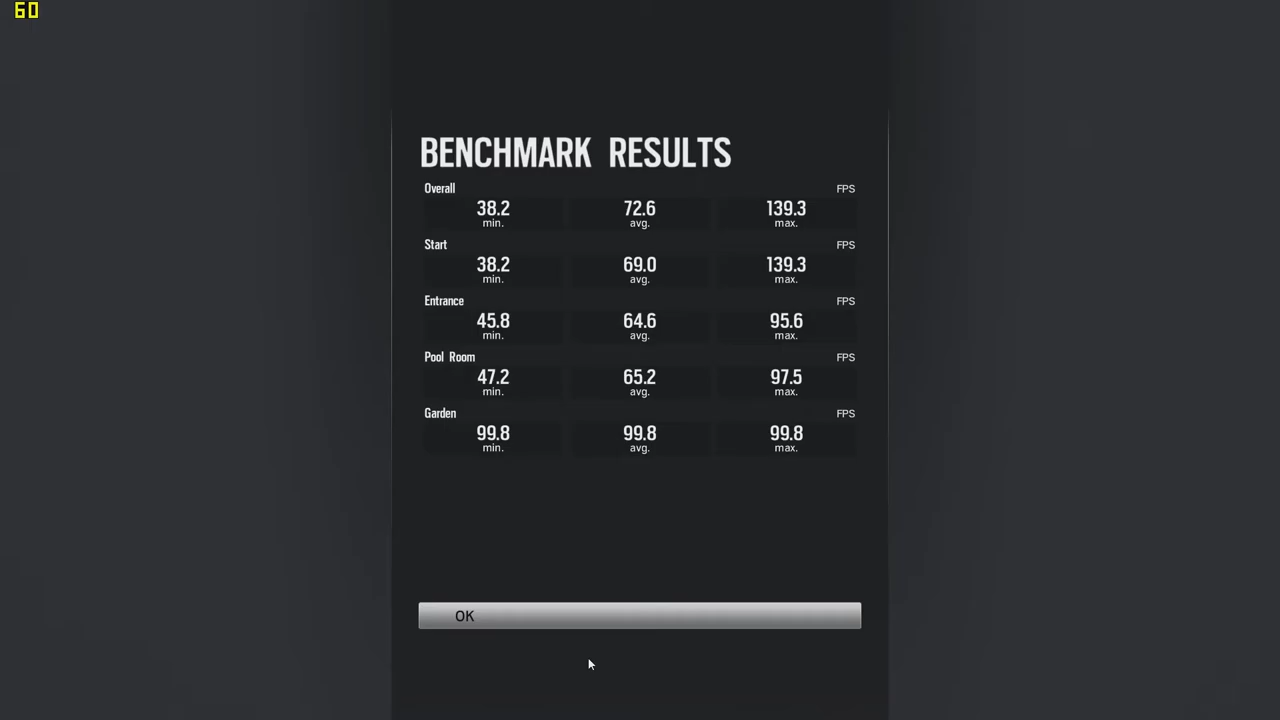 60
BENCHMARK RESULTS
Overall FPS
38.2 72.6 139.3
min. avg. max.
Start FPS
38.2 69.0 139.3
min. avg. max.
Entrance FPS
45.8 64.6 95.6
min. avg. max.
Pool Room FPS
47.2 65.2 97.5
min. avg. max.
Garden FPS
99.8 99.8 99.8
min. avg. max.
OK